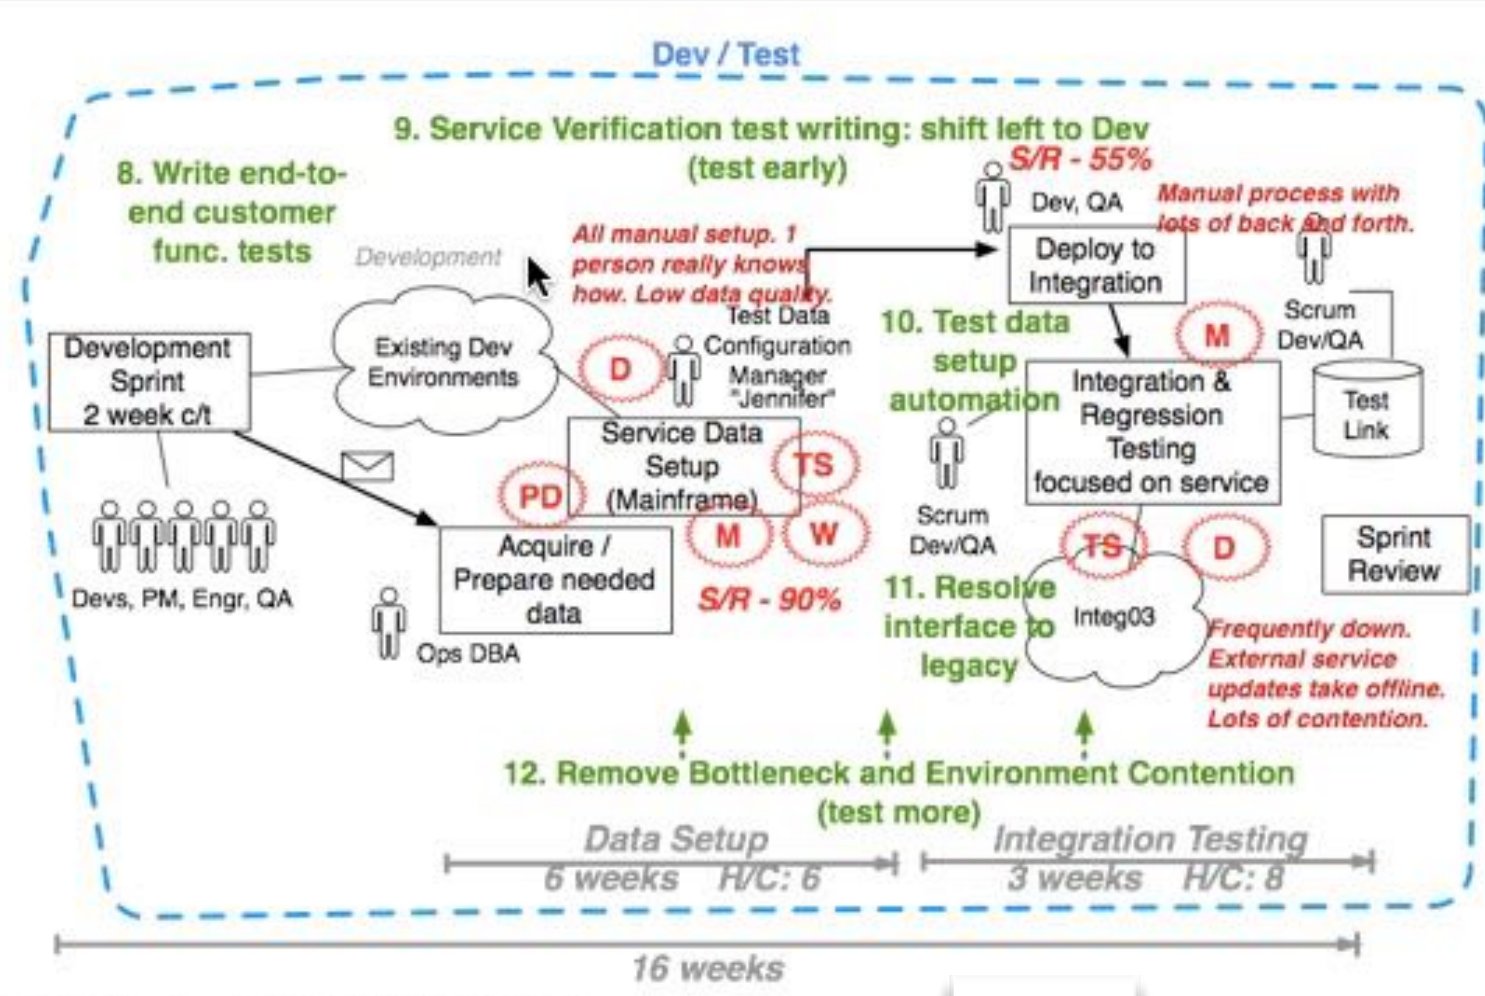 Dev / Test
9. Service Verification test writing: shift left to Dev
(test early)
8. Write end-to-
end customer
func. tests
S/R - 55%
Dev, QA
Manual process with
lots of back and forth.
All manual setup. 1
person really knows
how. Low data quality.
Development
Deploy to
Integration
Scrum
Dev/QA
Test Data
Configuration
Manager
"Jennifer"
10. Test data
setup
automation
M
Development
Sprint
2 week c/t
Existing Dev
Environments
D
Integration &
Regression
Testing
focused on service
Test
Link
Service Data
Setup
(Mainframe)
TS
PD
M
W
Scrum
Dev/QA
TS
D
Sprint
Review
Acquire /
Prepare needed
data
S/R - 90%
Devs, PM, Engr, QA
Ops DBA
11. Resolve
interface to
legacy
Integ03
Frequently down.
External service
updates take offline.
Lots of contention.
12. Remove Bottleneck and Environment Contention
(test more)
Data Setup
6 weeks H/C: 6
Integration Testing
3 weeks H/C: 8
16 weeks